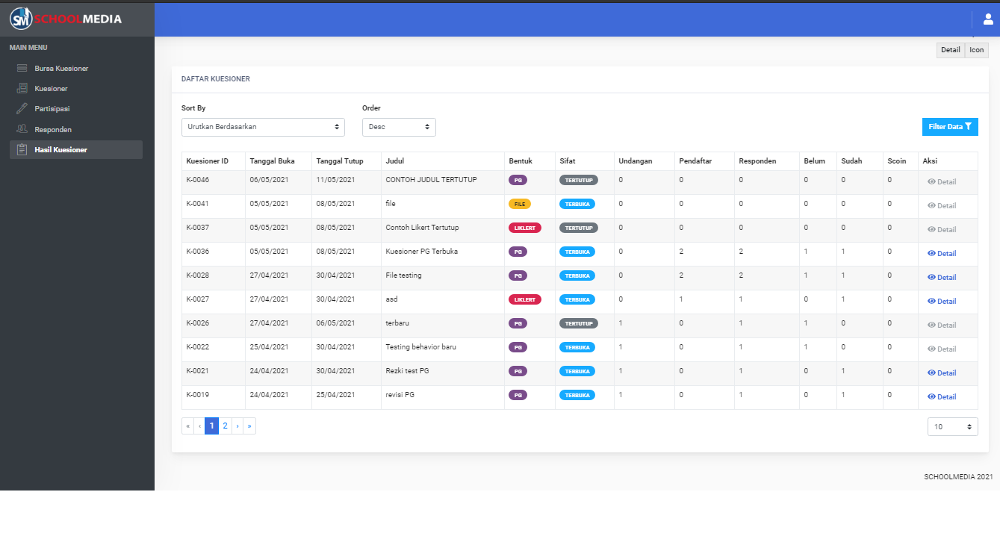 SM SCHOOLMEDIA
MAIN MENU
Bursa Kuesioner
Kuesioner
Partisipasi
Responden
Hasil Kuesioner
Detail Icon
DAFTAR KUESIONER
Sort By Order
Urutkan Berdasarkan Desc Filter Data
Kuesioner ID Tanggal Buka Tanggal Tutup Judul Bentuk Sifat Undangan Pendaftar Responden Belum Sudah Scoin Aksi
K-0046 06/05/2021 11/05/2021 CONTOH JUDUL TERTUTUP PG TERTUTUP 0 0 0 0 0 0 Detail
K-0041 05/05/2021 08/05/2021 file FILE TERBUKA 0 0 0 0 0 0 Detail
K-0037 05/05/2021 08/05/2021 Contoh Likert Tertutup LIKLERT TERTUTUP 0 0 0 0 0 0 Detail
K-0036 05/05/2021 08/05/2021 Kuesioner PG Terbuka PG TERBUKA 0 2 2 1 1 0 Detail
K-0028 27/04/2021 30/04/2021 File testing PG TERBUKA 0 2 2 1 1 0 Detail
K-0027 27/04/2021 30/04/2021 asd LIKLERT TERBUKA 0 1 1 0 1 0 Detail
K-0026 27/04/2021 06/05/2021 terbaru PG TERTUTUP 1 0 1 1 0 0 Detail
K-0022 25/04/2021 30/04/2021 Testing behavior baru PG TERBUKA 1 0 1 1 0 0 Detail
K-0021 24/04/2021 30/04/2021 Rezki test PG PG TERBUKA 1 0 1 0 1 0 Detail
K-0019 24/04/2021 25/04/2021 revisi PG PG TERBUKA 1 0 1 0 1 0 Detail
« ‹ 1 2 › » 10
SCHOOLMEDIA 2021